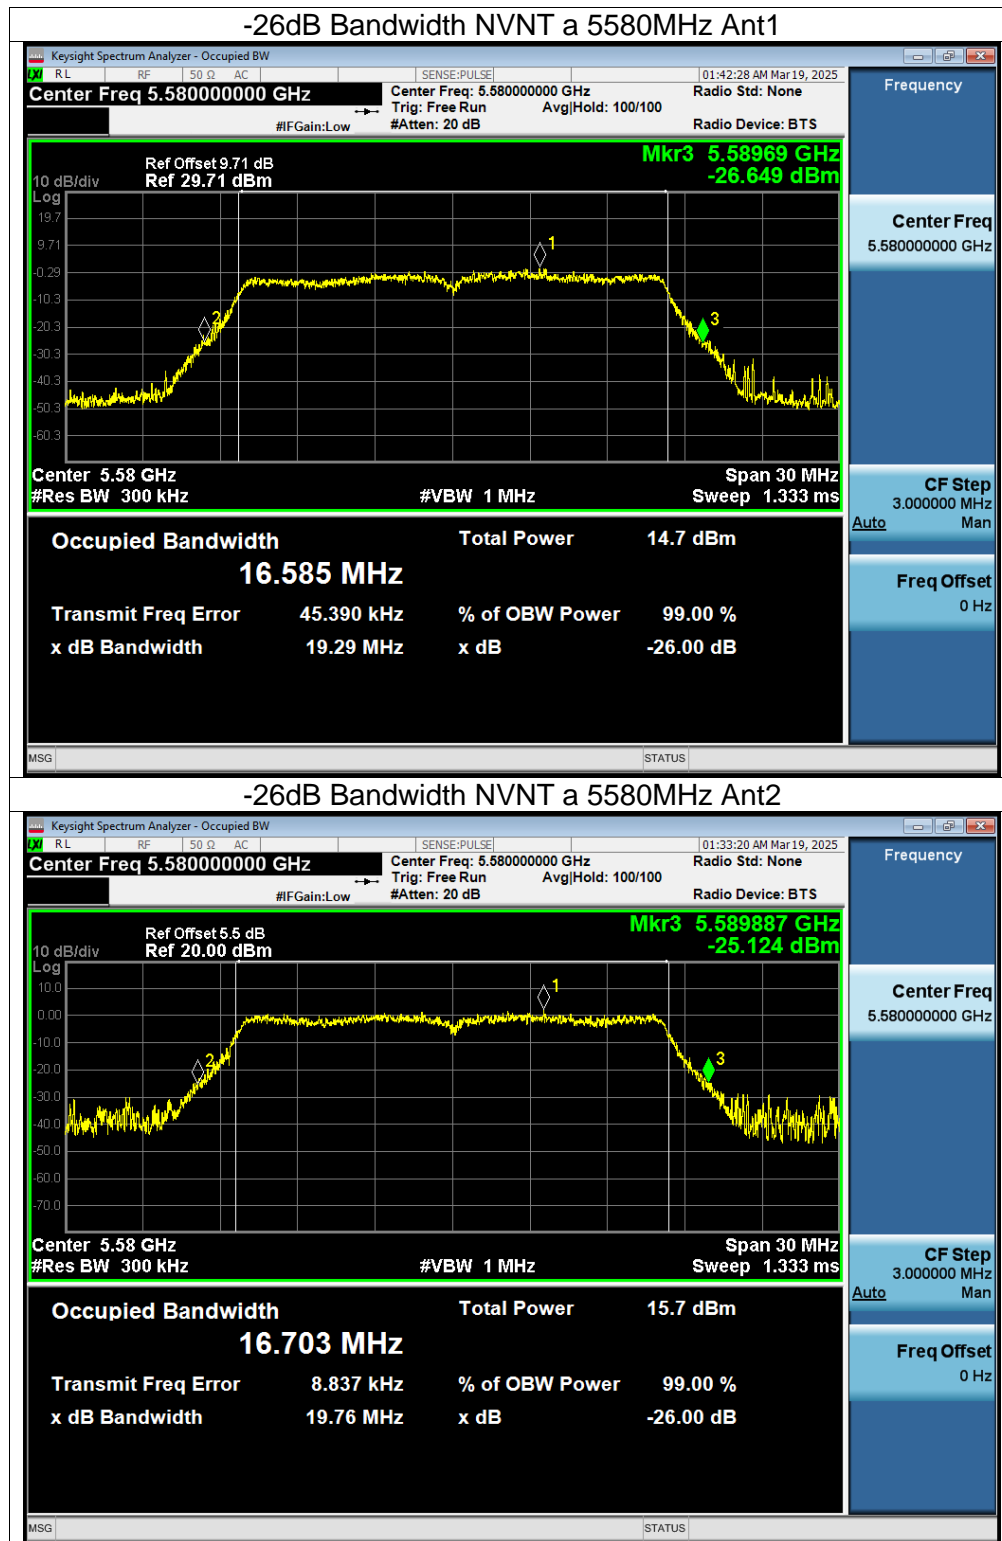 -26dB Bandwidth NVNT a 5580MHz Ant1
Keysight Spectrum Analyzer - Occupied BW
LXI RL RF 50 Ω AC SENSE:PULSE 01:42:28 AM Mar 19, 2025
Center Freq 5.580000000 GHz
Center Freq: 5.580000000 GHz Radio Std: None
Trig: Free Run Avg|Hold: 100/100
#IFGain:Low #Atten: 20 dB Radio Device: BTS
Frequency
Mkr3 5.58969 GHz
-26.649 dBm
Ref Offset 9.71 dB
10 dB/div Ref 29.71 dBm
Log
19.7
9.71
-0.29
-10.3
-20.3
-30.3
-40.3
-50.3
-60.3
1
2
3
Center 5.58 GHz Span 30 MHz
#Res BW 300 kHz #VBW 1 MHz Sweep 1.333 ms
Center Freq
5.580000000 GHz
CF Step
3.000000 MHz
Auto Man
Freq Offset
0 Hz
Occupied Bandwidth Total Power 14.7 dBm
16.585 MHz
Transmit Freq Error 45.390 kHz % of OBW Power 99.00 %
x dB Bandwidth 19.29 MHz x dB -26.00 dB
MSG STATUS
-26dB Bandwidth NVNT a 5580MHz Ant2
Keysight Spectrum Analyzer - Occupied BW
LXI RL RF 50 Ω AC SENSE:PULSE 01:33:20 AM Mar 19, 2025
Center Freq 5.580000000 GHz
Center Freq: 5.580000000 GHz Radio Std: None
Trig: Free Run Avg|Hold: 100/100
#IFGain:Low #Atten: 20 dB Radio Device: BTS
Frequency
Mkr3 5.589887 GHz
-25.124 dBm
Ref Offset 5.5 dB
10 dB/div Ref 20.00 dBm
Log
10.0
0.00
-10.0
-20.0
-30.0
-40.0
-50.0
-60.0
-70.0
1
2
3
Center 5.58 GHz Span 30 MHz
#Res BW 300 kHz #VBW 1 MHz Sweep 1.333 ms
Center Freq
5.580000000 GHz
CF Step
3.000000 MHz
Auto Man
Freq Offset
0 Hz
Occupied Bandwidth Total Power 15.7 dBm
16.703 MHz
Transmit Freq Error 8.837 kHz % of OBW Power 99.00 %
x dB Bandwidth 19.76 MHz x dB -26.00 dB
MSG STATUS